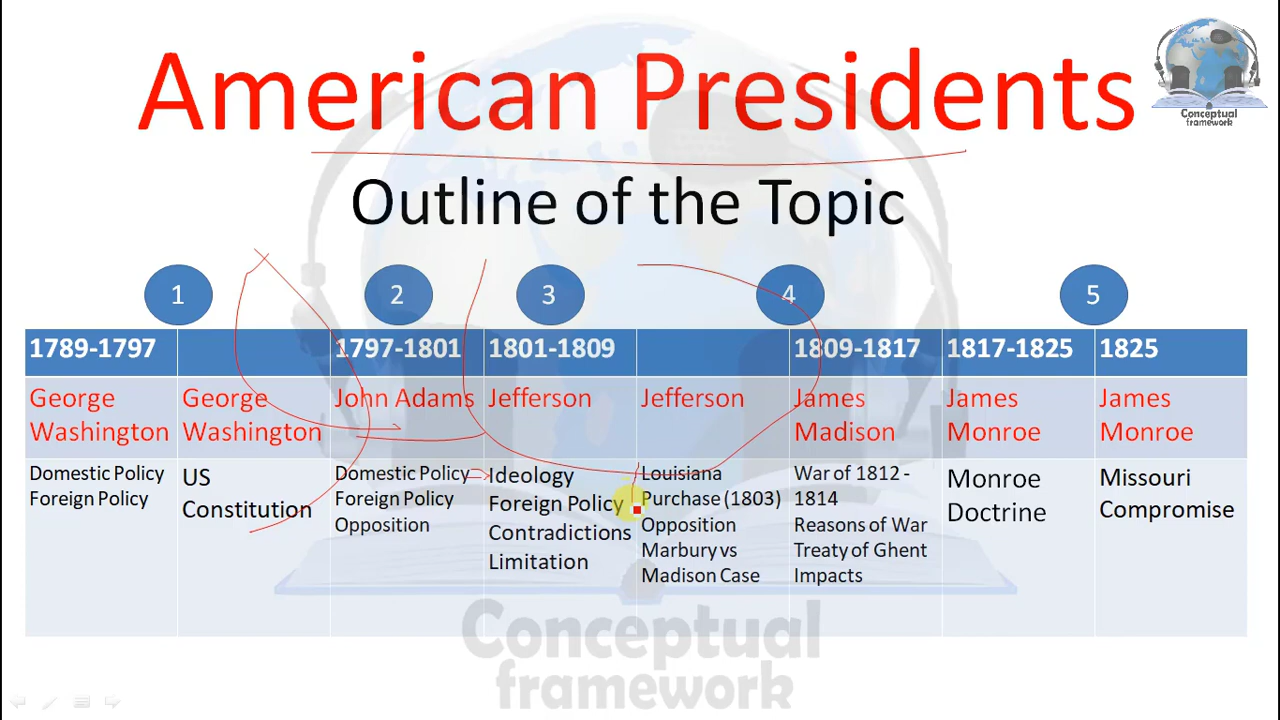 American Presidents
Conceptual
framework
Outline of the Topic
1
2
3
4
5
1789-1797
1797-1801
1801-1809
1809-1817
1817-1825
1825
George
Washington
George
Washington
John Adams
Jefferson
Jefferson
James
Madison
James
Monroe
James
Monroe
Domestic Policy
Foreign Policy
US
Constitution
Domestic Policy
Foreign Policy
Opposition
Ideology
Foreign Policy
Contradictions
Limitation
Louisiana
Purchase (1803)
Opposition
Marbury vs
Madison Case
War of 1812 -
1814
Reasons of War
Treaty of Ghent
Impacts
Monroe
Doctrine
Missouri
Compromise
Conceptual
framework